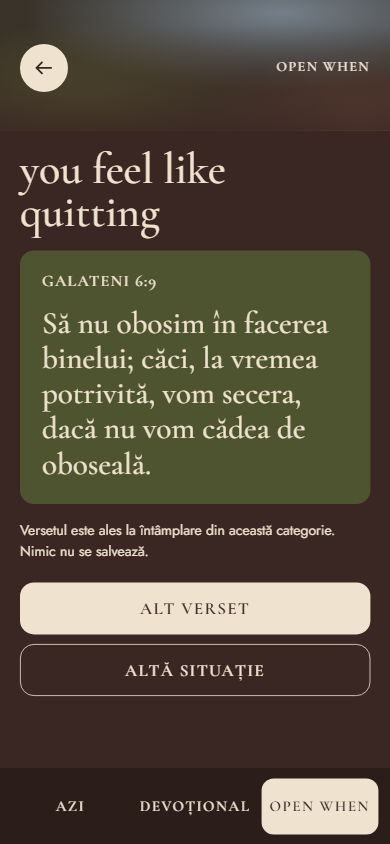 OPEN WHEN
you feel like
quitting
GALATENI 6:9
Să nu obosim în facerea
binelui; căci, la vremea
potrivită, vom secera,
dacă nu vom cădea de
oboseală.
Versetul este ales la întâmplare din această categorie.
Nimic nu se salvează.
ALT VERSET
ALTĂ SITUAȚIE
AZI
DEVOȚIONAL
OPEN WHEN